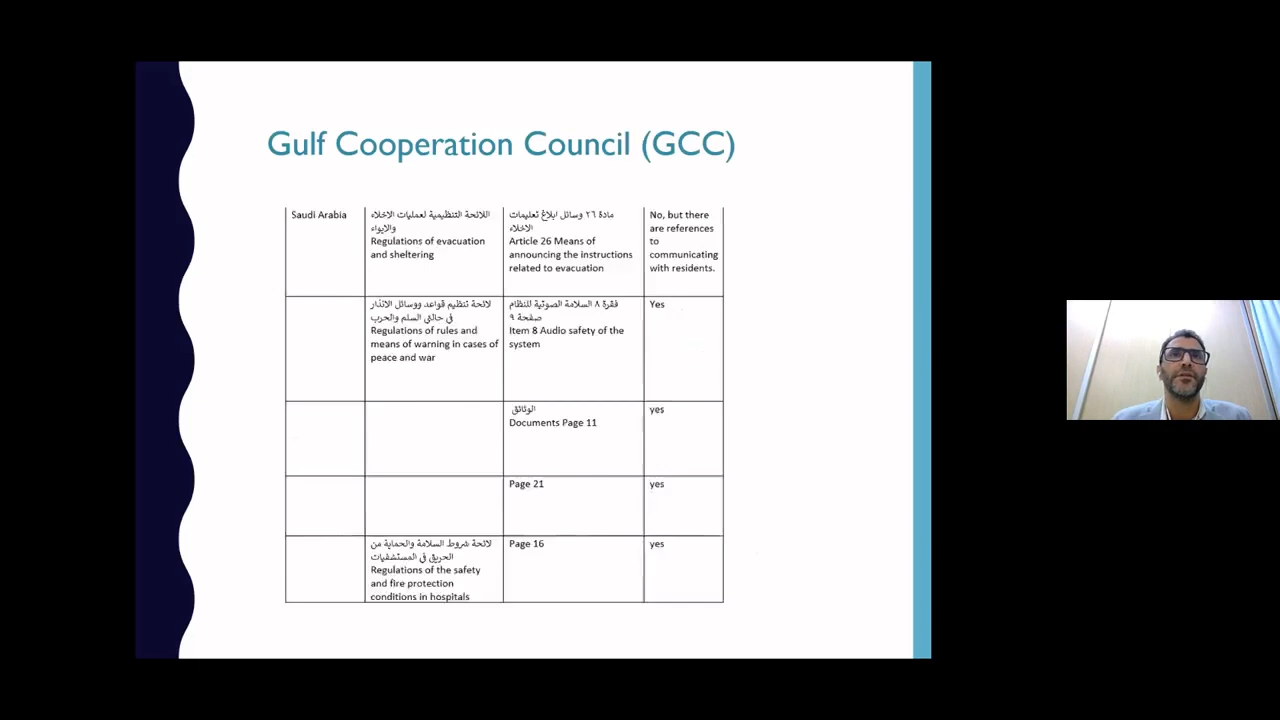 Gulf Cooperation Council (GCC)
Saudi Arabia
اللائحة التنظيمية لعمليات الاخلاء
والايواء
Regulations of evacuation
and sheltering
مادة ٢٦ وسائل ابلاغ تعليمات
الاخلاء
Article 26 Means of
announcing the instructions
related to evacuation
No, but there
are references
to
communicating
with residents.
لائحة تنظيم قواعد ووسائل الانذار
في حالتي السلم والحرب
Regulations of rules and
means of warning in cases of
peace and war
فقرة ٨ السلامة الصوتية للنظام
صفحة ٩
Item 8 Audio safety of the
system
Yes
الوثائق
Documents Page 11
yes
Page 21
yes
لائحة شروط السلامة والحماية من
الحريق في المستشفيات
Regulations of the safety
and fire protection
conditions in hospitals
Page 16
yes